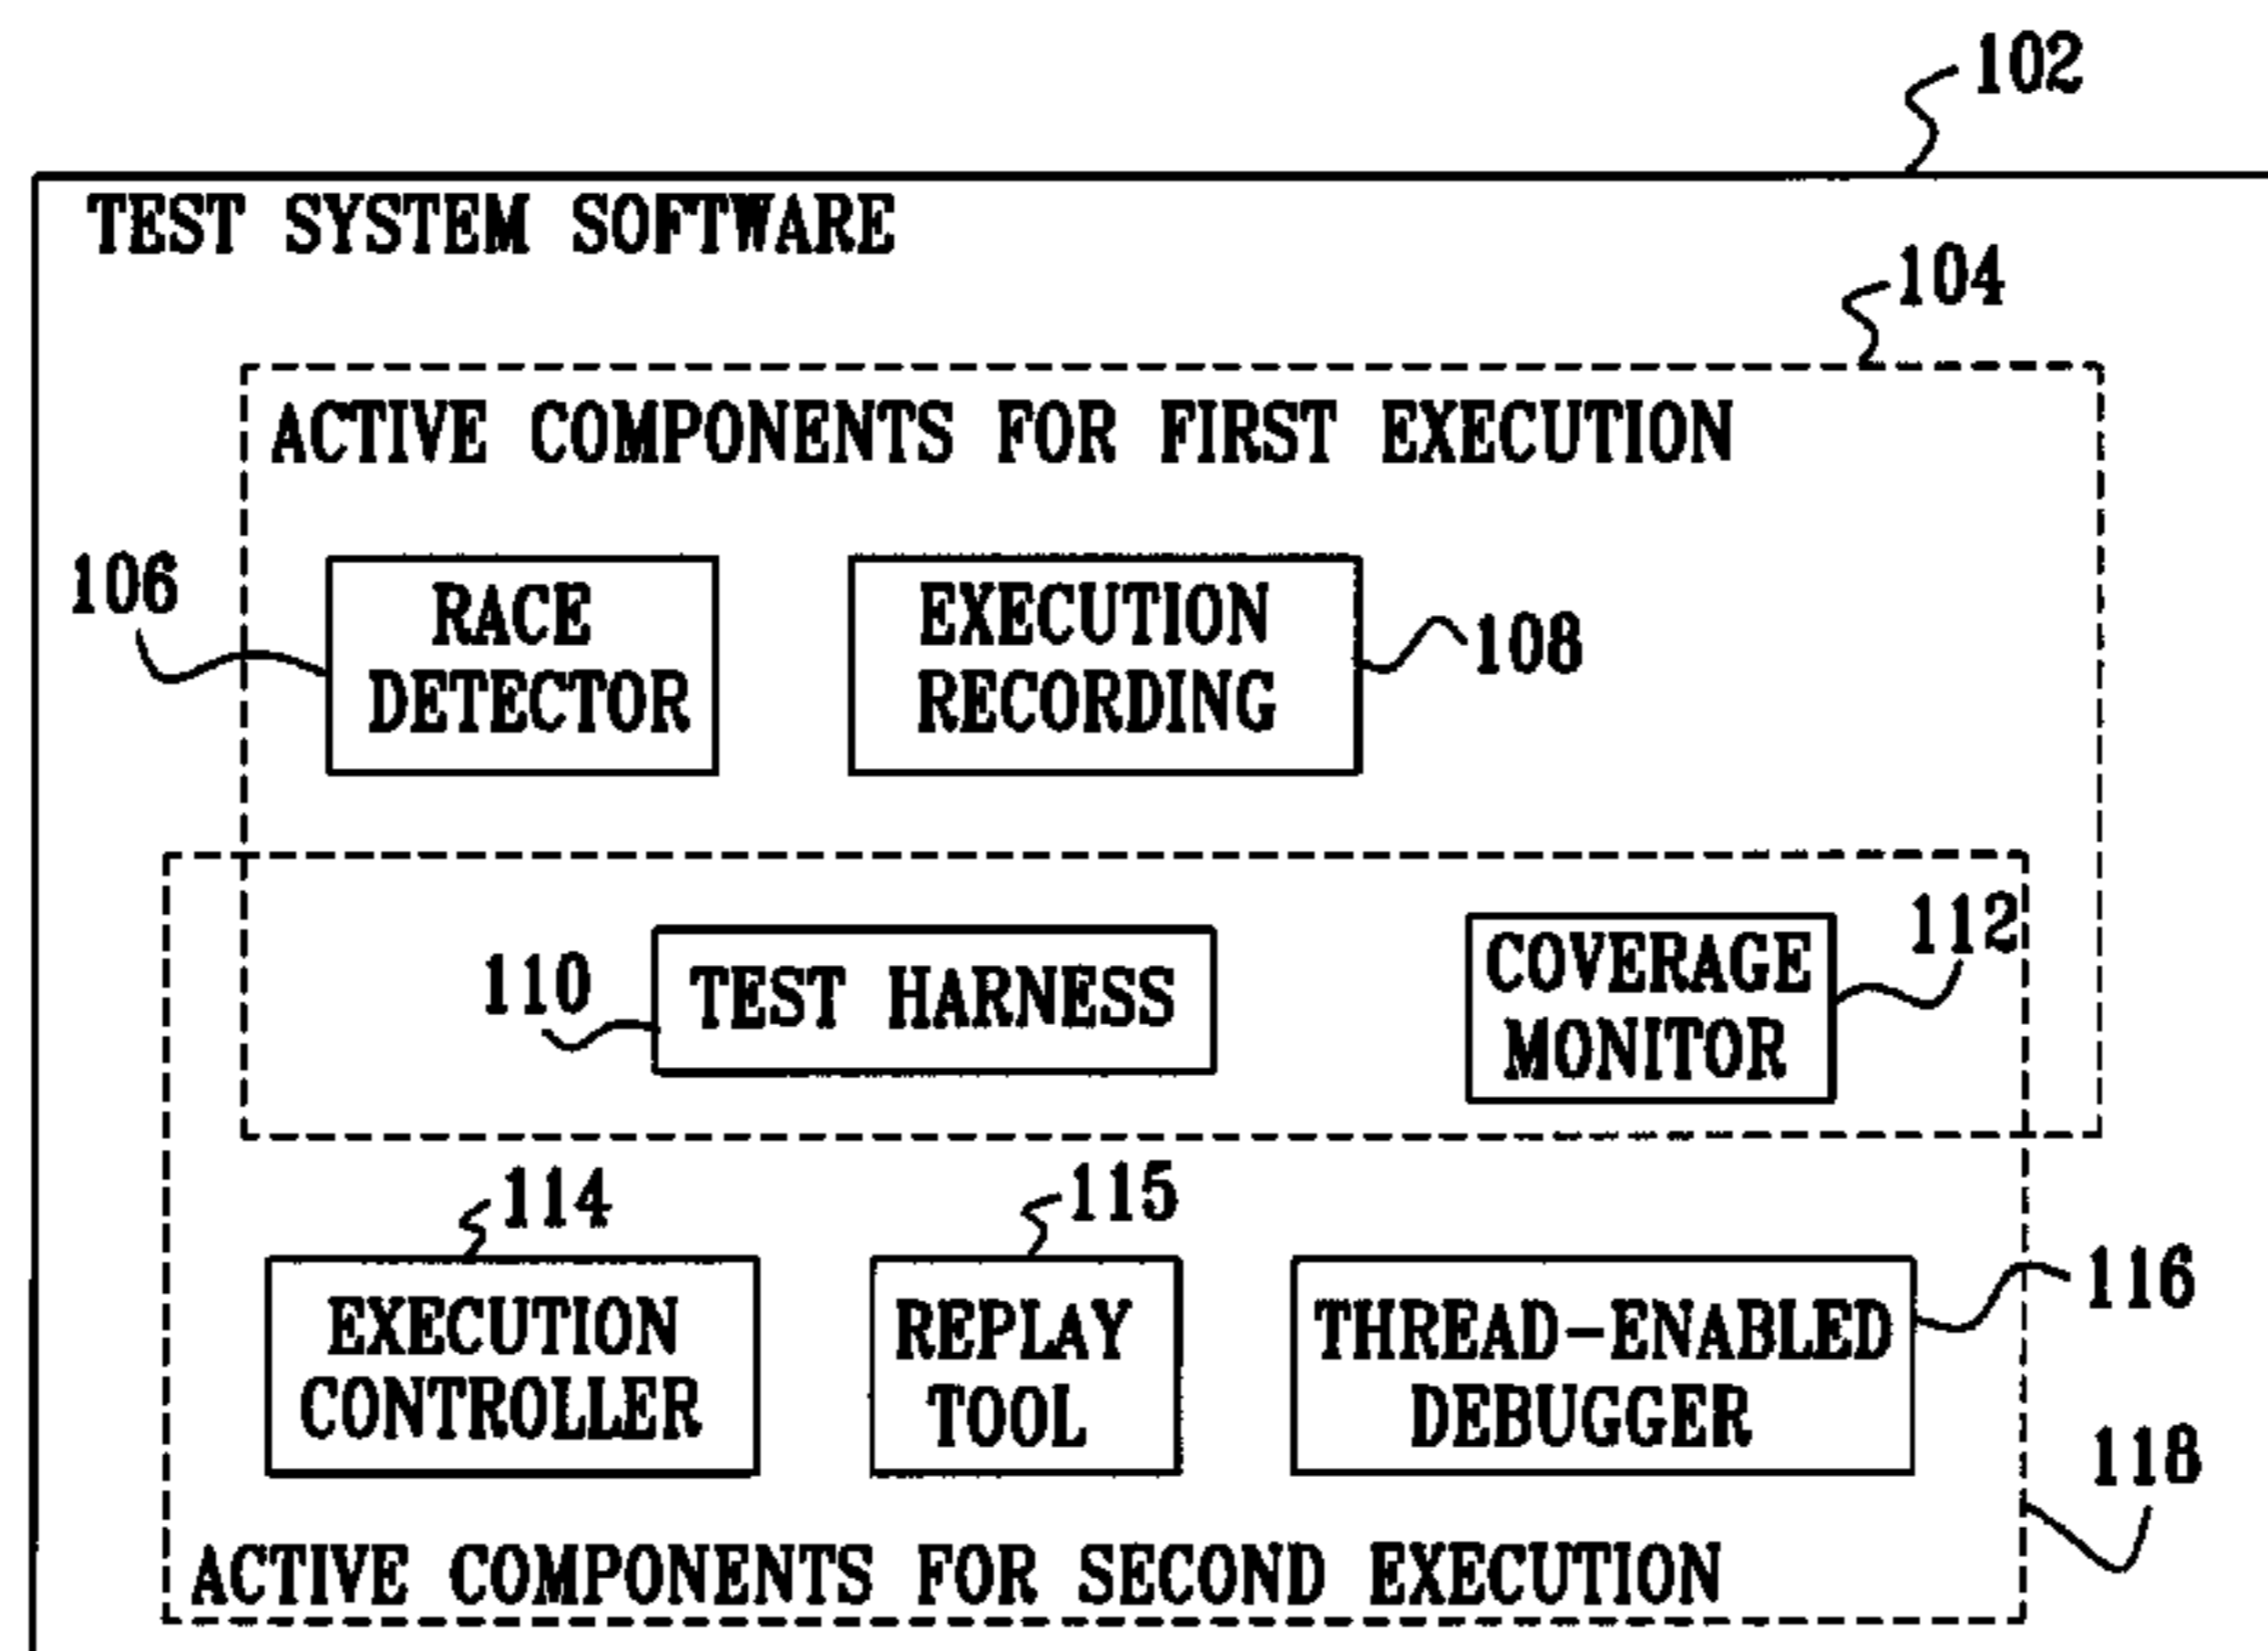 102
TEST SYSTEM SOFTWARE
104
ACTIVE COMPONENTS FOR FIRST EXECUTION
106
RACE
DETECTOR
EXECUTION
RECORDING
108
110
TEST HARNESS
COVERAGE
MONITOR
112
114
EXECUTION
CONTROLLER
115
REPLAY
TOOL
THREAD-ENABLED
DEBUGGER
116
118
ACTIVE COMPONENTS FOR SECOND EXECUTION